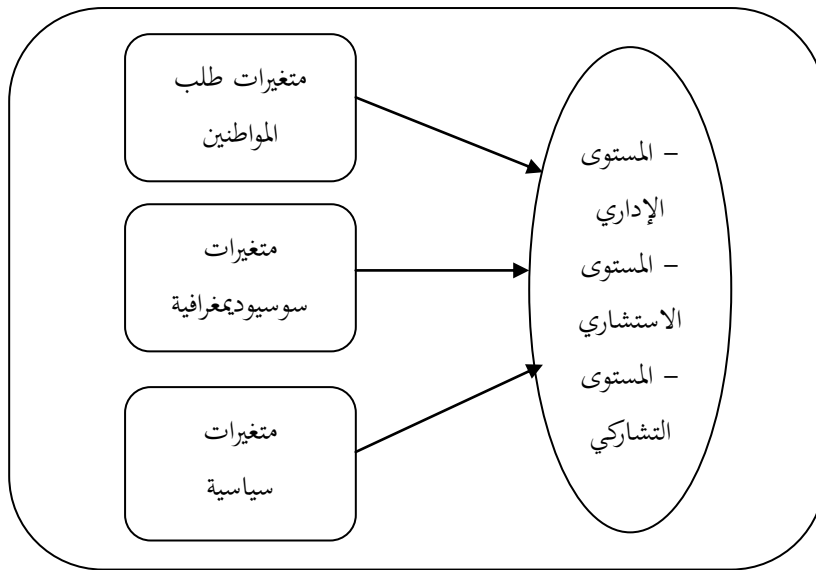 متغيرات طلب
المواطنين
متغيرات
سوسيوديمغرافية
متغيرات
سياسية
– المستوى
الإداري
– المستوى
الاستشاري
– المستوى
التشاركي